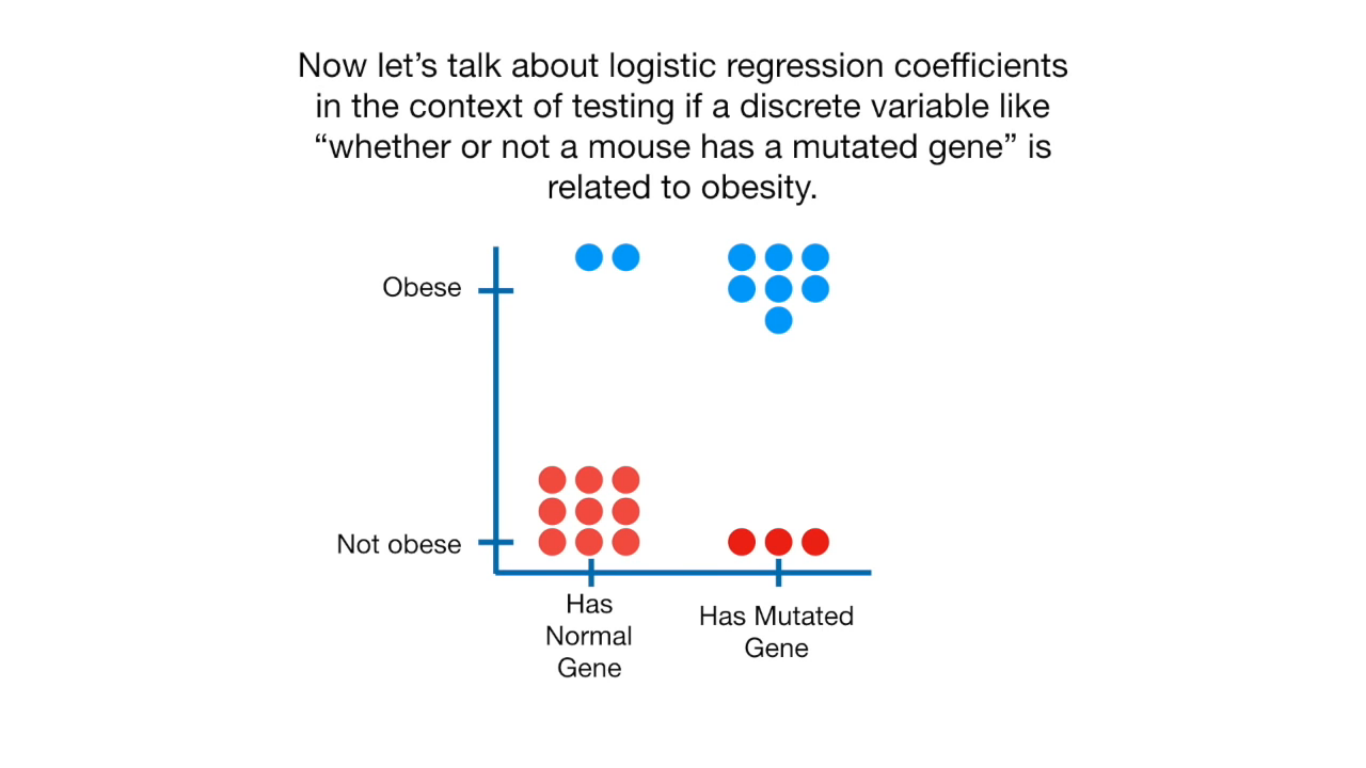 Now let’s talk about logistic regression coefficients
in the context of testing if a discrete variable like
“whether or not a mouse has a mutated gene” is
related to obesity.
Obese
Not obese
Has
Normal
Gene
Has Mutated
Gene